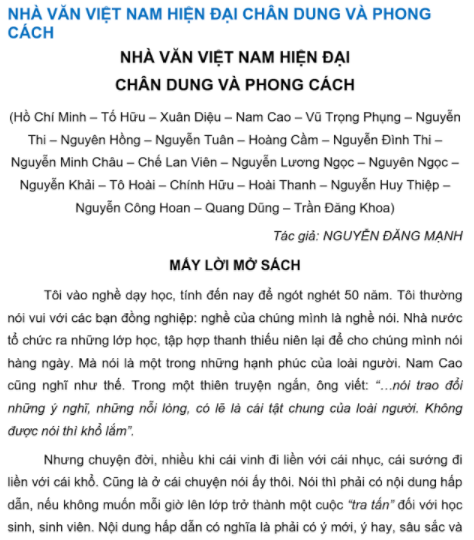 NHÀ VĂN VIỆT NAM HIỆN ĐẠI CHÂN DUNG VÀ PHONG
CÁCH
NHÀ VĂN VIỆT NAM HIỆN ĐẠI
CHÂN DUNG VÀ PHONG CÁCH
(Hồ Chí Minh – Tố Hữu – Xuân Diệu – Nam Cao – Vũ Trọng Phụng – Nguyễn
Thi – Nguyên Hồng – Nguyễn Tuân – Hoàng Cầm – Nguyễn Đình Thi –
Nguyễn Minh Châu – Chế Lan Viên – Nguyễn Lương Ngọc – Nguyên Ngọc –
Nguyễn Khải – Tô Hoài – Chính Hữu – Hoài Thanh – Nguyễn Huy Thiệp –
Nguyễn Công Hoan – Quang Dũng – Trần Đăng Khoa)
Tác giả: NGUYỄN ĐĂNG MẠNH
MẤY LỜI MỞ SÁCH
Tôi vào nghề dạy học, tính đến nay để ngót nghét 50 năm. Tôi thường
nói vui với các bạn đồng nghiệp: nghề của chúng mình là nghề nói. Nhà nước
tổ chức ra những lớp học, tập hợp thanh thiếu niên lại để cho chúng mình nói
hàng ngày. Mà nói là một trong những hạnh phúc của loài người. Nam Cao
cũng nghĩ như thế. Trong một thiên truyện ngắn, ông viết: “…nói trao đổi
những ý nghĩ, những nỗi lòng, có lẽ là cái tật chung của loài người. Không
được nói thì khổ lắm”.
Nhưng chuyện đời, nhiều khi cái vinh đi liền với cái nhục, cái sướng đi
liền với cái khổ. Cũng là ở cái chuyện nói ấy thôi. Nói thì phải có nội dung hấp
dẫn, nếu không muốn mỗi giờ lên lớp trở thành một cuộc “tra tấn” đối với học
sinh, sinh viên. Nội dung hấp dẫn có nghĩa là phải có ý mới, ý hay, sâu sắc và